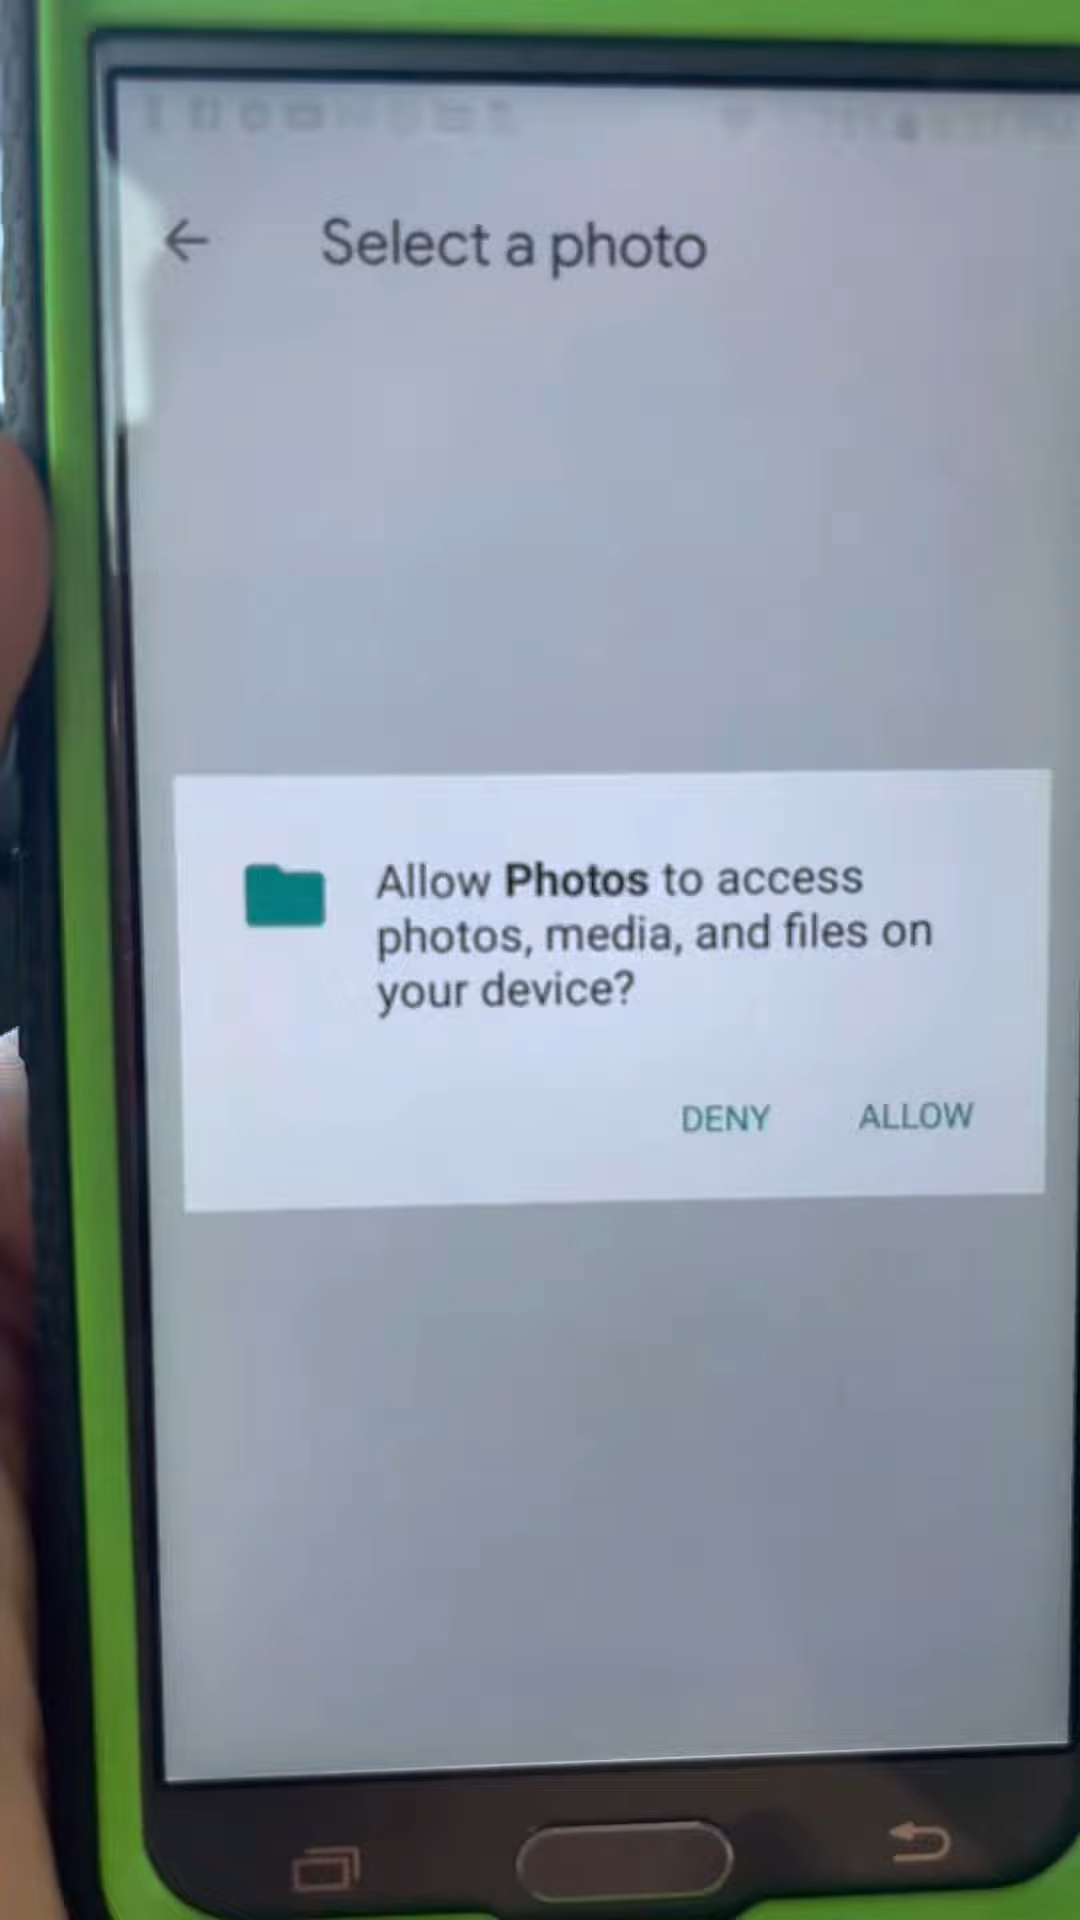 Select a photo
Allow Photos to access
photos, media, and files on
your device?
DENY ALLOW